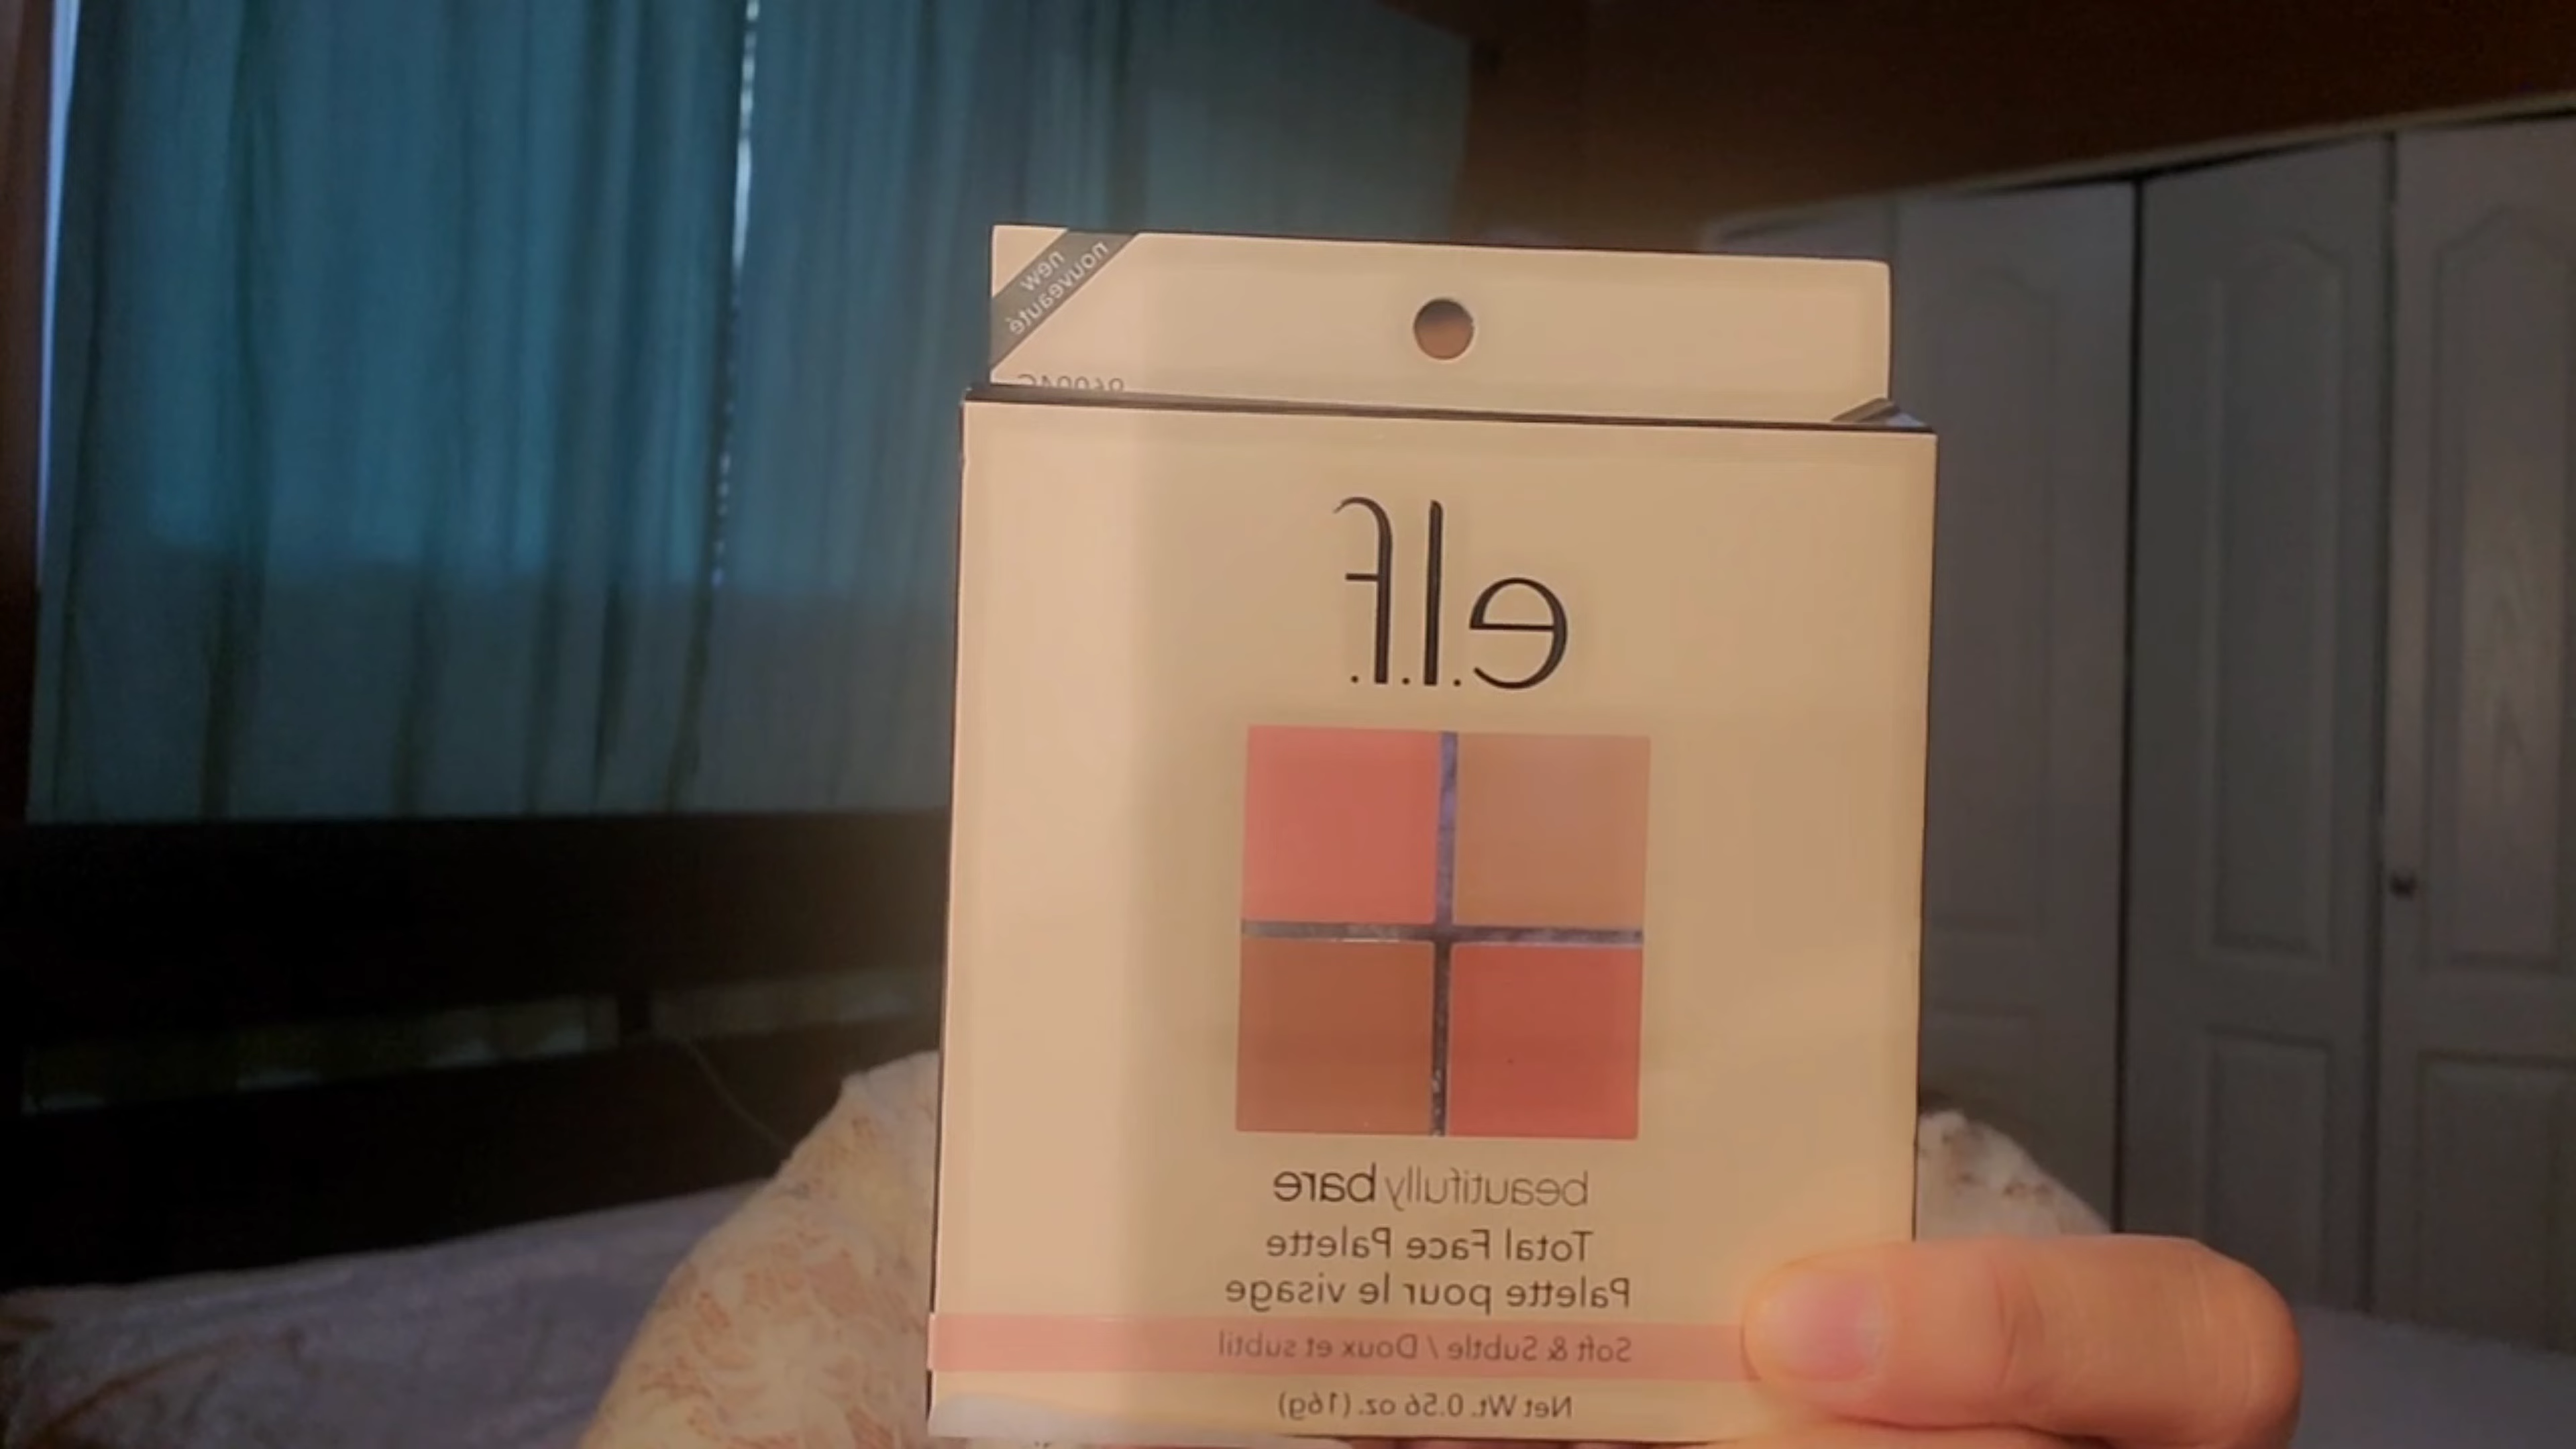 new
nouveauté
e.l.f.
beautifully bare
Total Face Palette
Palette pour le visage
Soft & Subtle / Doux et subtil
Net Wt. 0.56 oz. (16g)